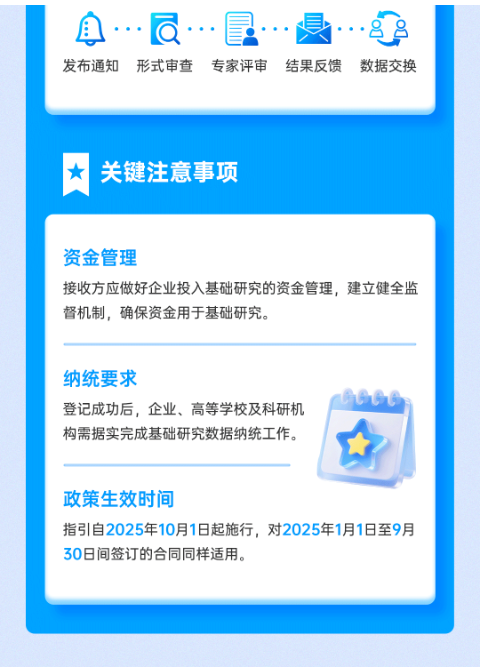 发布通知 形式审查 专家评审 结果反馈 数据交换
关键注意事项
资金管理
接收方应做好企业投入基础研究的资金管理，建立健全监
督机制，确保资金用于基础研究。
纳统要求
登记成功后，企业、高等学校及科研机
构需据实完成基础研究数据纳统工作。
政策生效时间
指引自2025年10月1日起施行，对2025年1月1日至9月
30日间签订的合同同样适用。